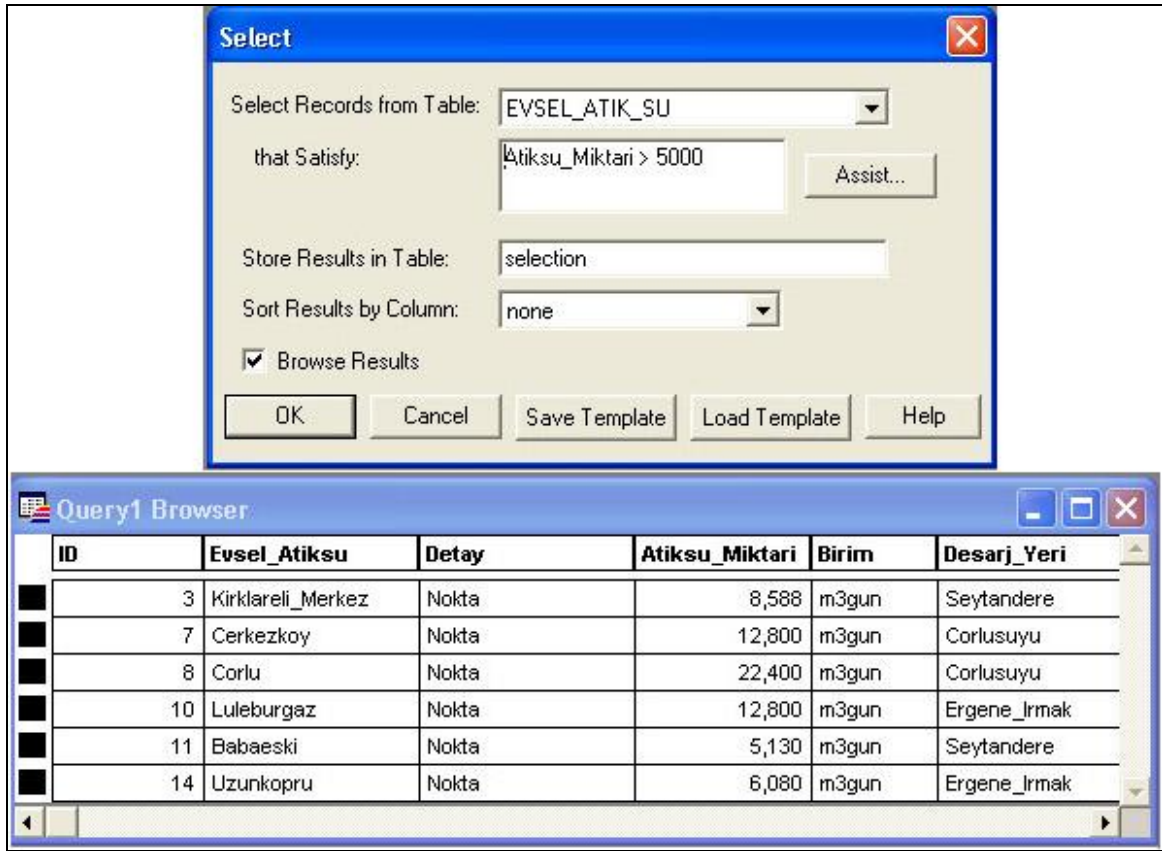 Select
Select Records from Table: EVSEL_ATIK_SU
that Satisfy: Atiksu_Miktari > 5000
Assist...
Store Results in Table: selection
Sort Results by Column: none
Browse Results
OK Cancel Save Template Load Template Help
Query1 Browser
ID Evsel_Atiksu Detay Atiksu_Miktari Birim Desarj_Yeri
3 Kirklareli_Merkez Nokta 8,588 m3gun Seytandere
7 Cerkezkoy Nokta 12,800 m3gun Corlusuyu
8 Corlu Nokta 22,400 m3gun Corlusuyu
10 Luleburgaz Nokta 12,800 m3gun Ergene_Irmak
11 Babaeski Nokta 5,130 m3gun Seytandere
14 Uzunkopru Nokta 6,080 m3gun Ergene_Irmak